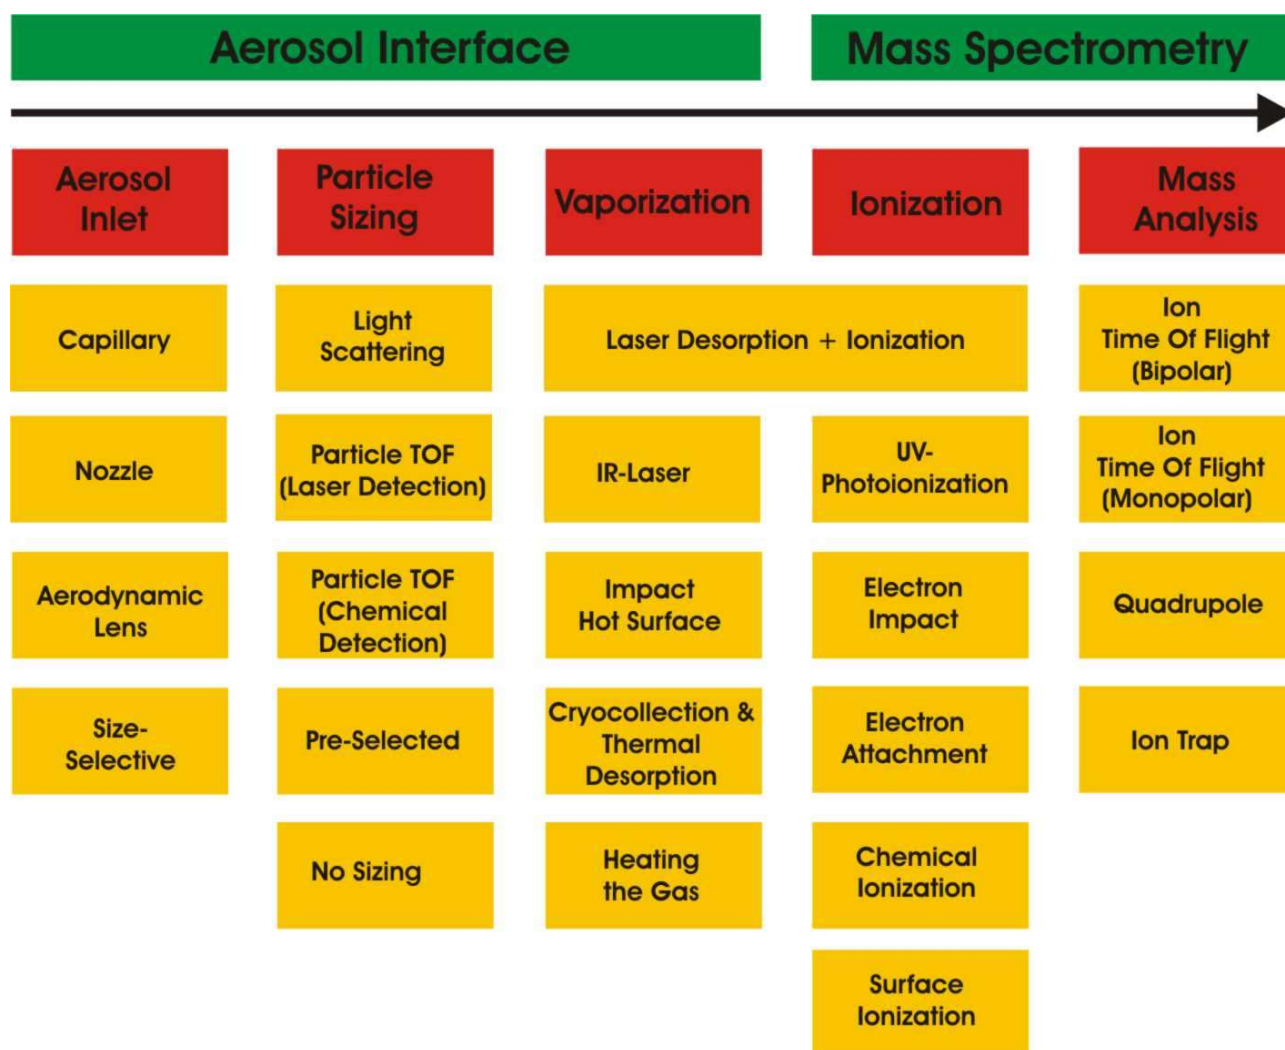 Aerosol Interface
Mass Spectrometry
Aerosol
Inlet
Particle
Sizing
Vaporization
Ionization
Mass
Analysis
Capillary
Light
Scattering
Laser Desorption + Ionization
Ion
Time Of Flight
(Bipolar)
Nozzle
Particle TOF
(Laser Detection)
IR-Laser
UV-
Photoionization
Ion
Time Of Flight
(Monopolar)
Aerodynamic
Lens
Particle TOF
(Chemical
Detection)
Impact
Hot Surface
Electron
Impact
Quadrupole
Size-
Selective
Pre-Selected
Cryocollection &
Thermal
Desorption
Electron
Attachment
Ion Trap
No Sizing
Heating
the Gas
Chemical
Ionization
Surface
Ionization